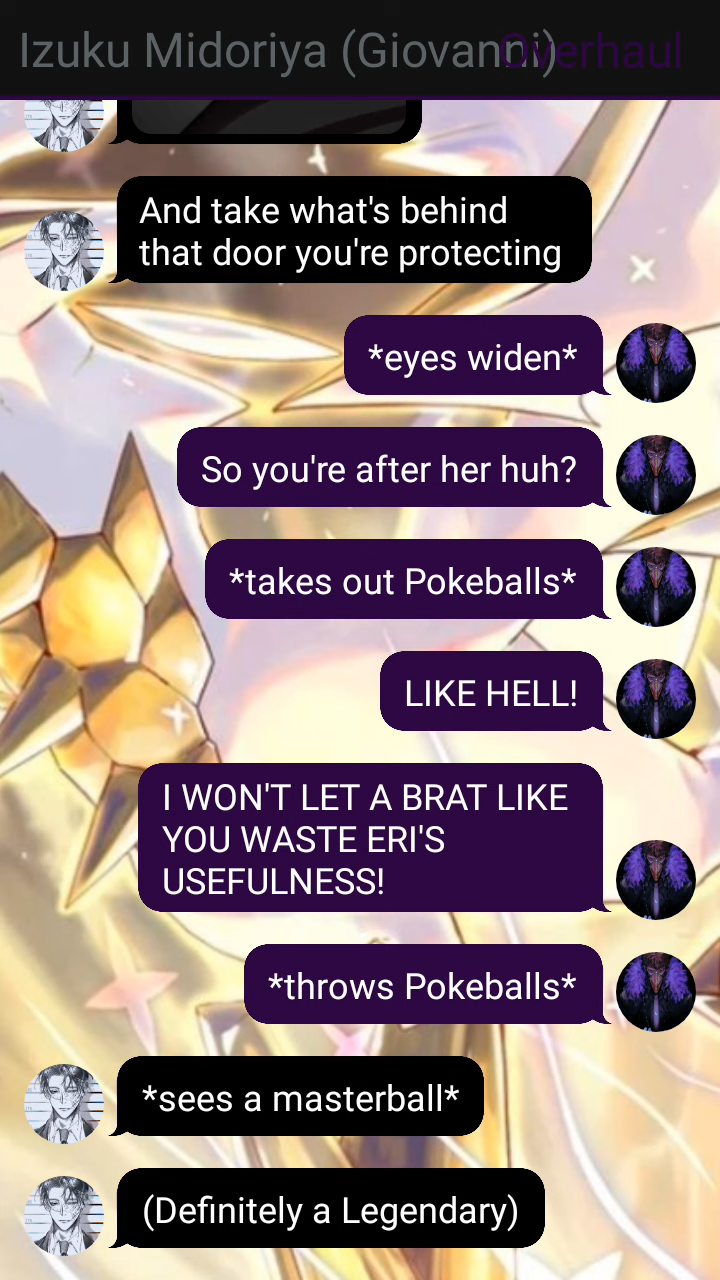 Izuku Midoriya (Giovanni)
Overhaul
And take what's behind
that door you're protecting
*eyes widen*
So you're after her huh?
*takes out Pokeballs*
LIKE HELL!
I WON'T LET A BRAT LIKE
YOU WASTE ERI'S
USEFULNESS!
*throws Pokeballs*
*sees a masterball*
(Definitely a Legendary)